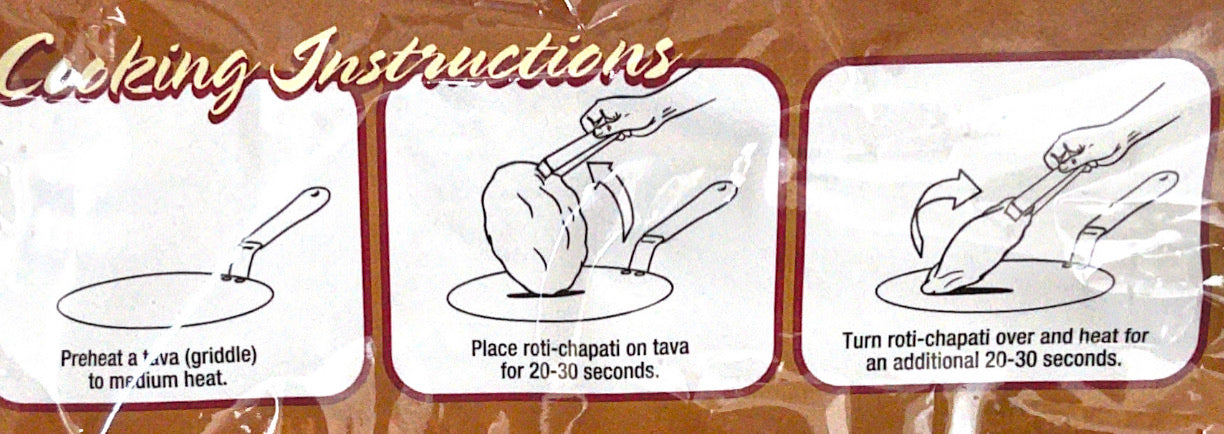 Cooking Instructions
Preheat a tava (griddle)
to medium heat.
Place roti-chapati on tava
for 20-30 seconds.
Turn roti-chapati over and heat for
an additional 20-30 seconds.